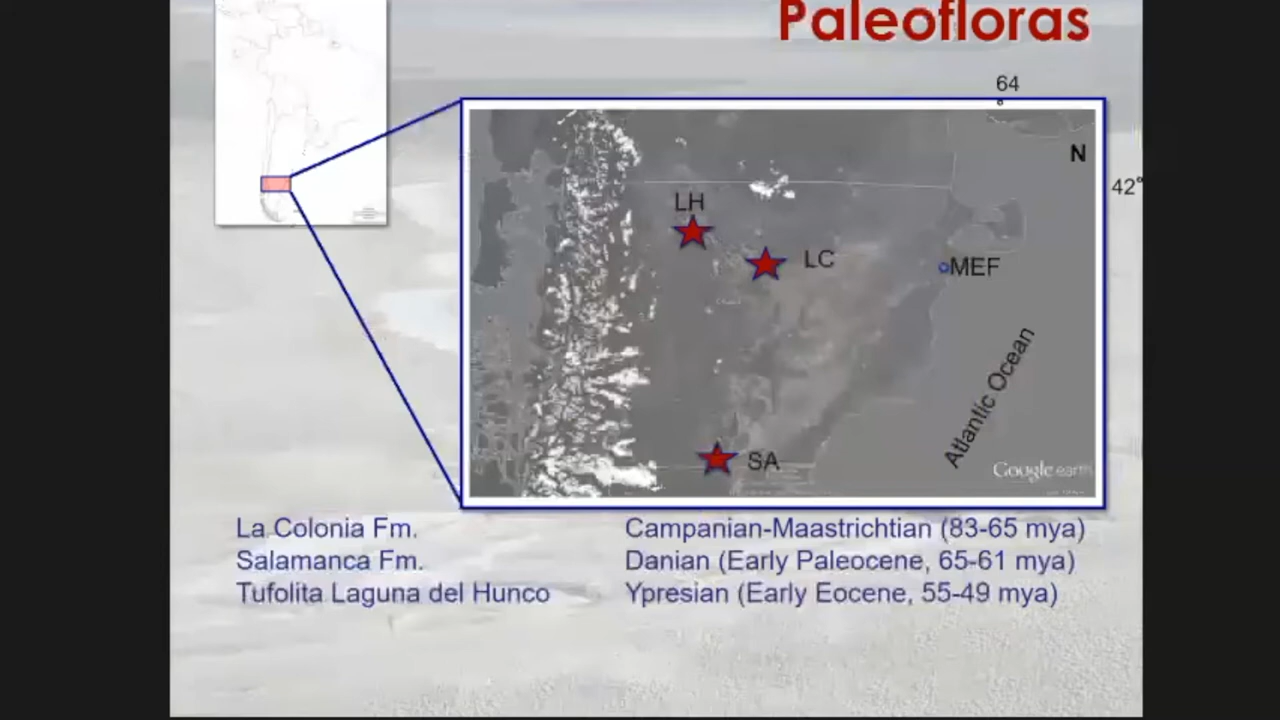 Paleofloras
64
°
N
42°
LH
LC
MEF
Atlantic Ocean
SA
Google earth
La Colonia Fm. Campanian-Maastrichtian (83-65 mya)
Salamanca Fm. Danian (Early Paleocene, 65-61 mya)
Tufolita Laguna del Hunco Ypresian (Early Eocene, 55-49 mya)